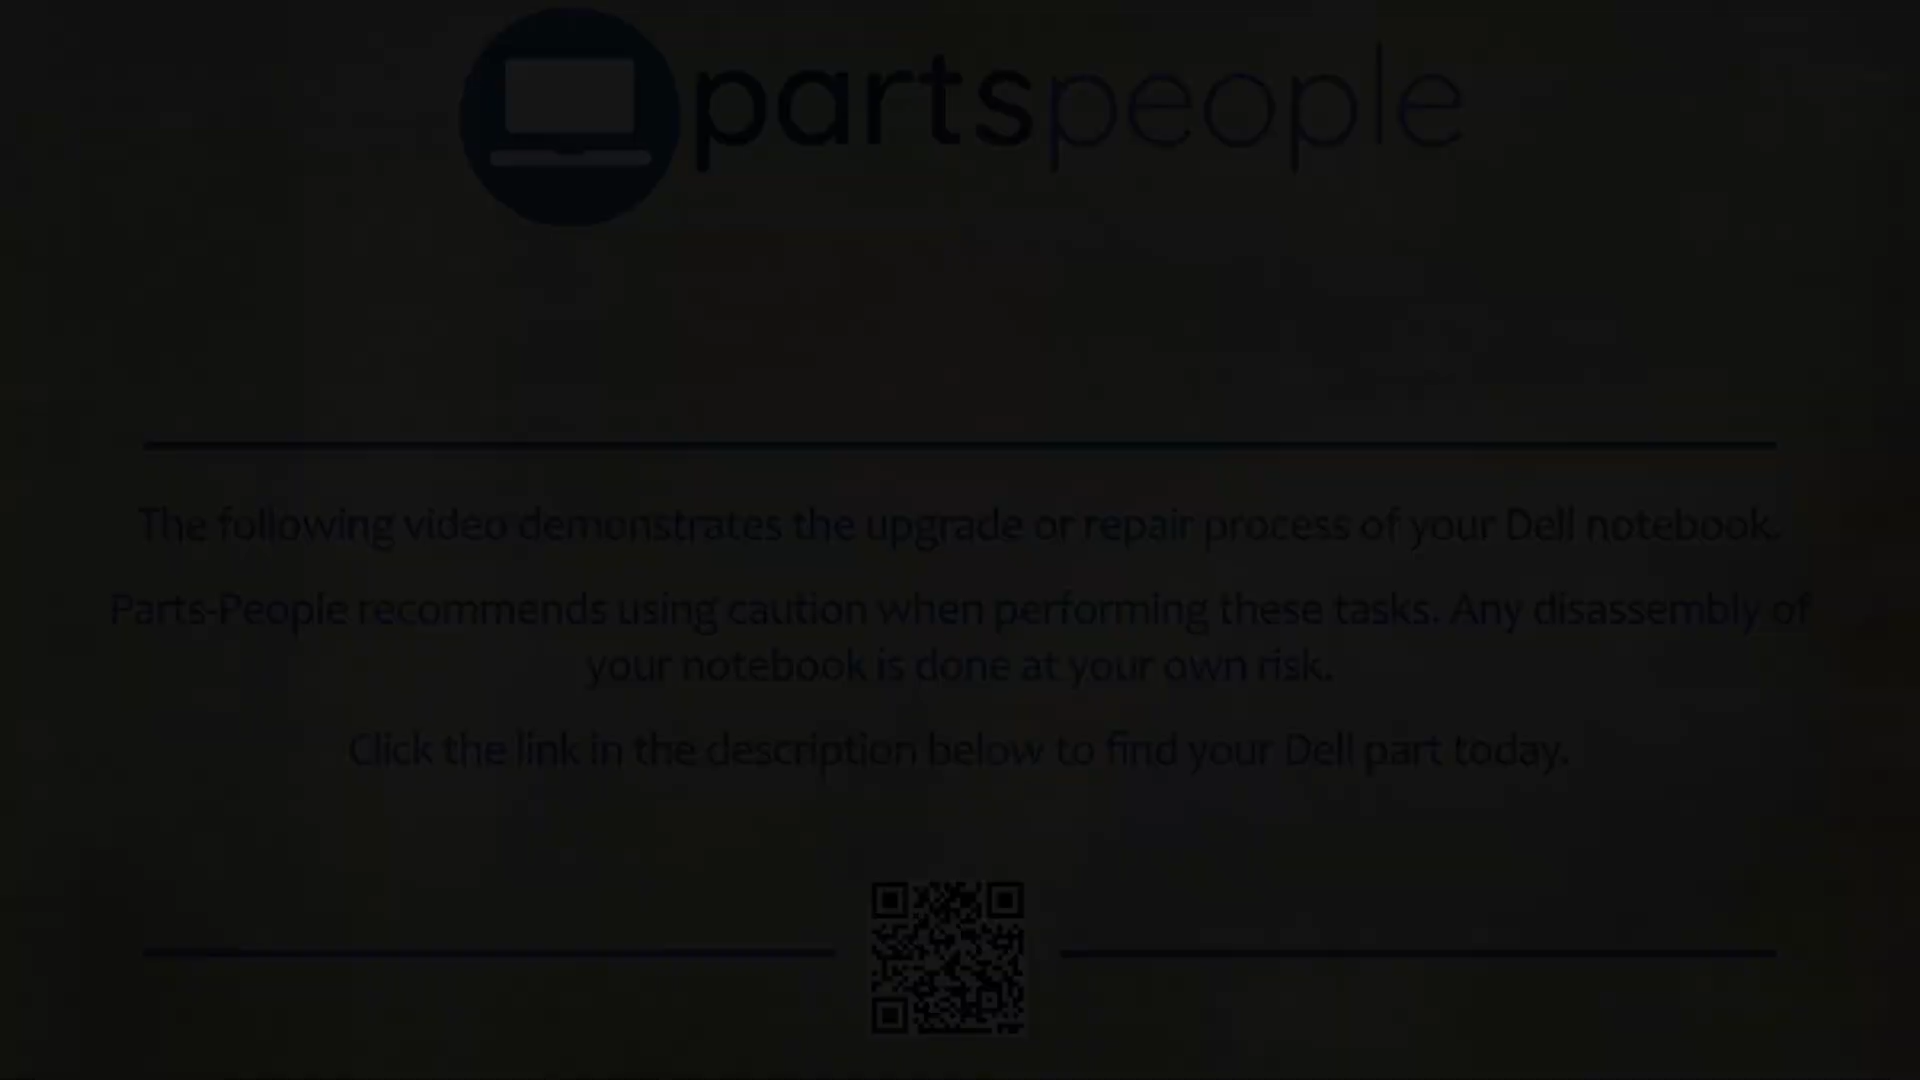 partspeople
The following video demonstrates the upgrade or repair process of your Dell notebook.
Parts-People recommends using caution when performing these tasks. Any disassembly of
your notebook is done at your own risk.
Click the link in the description below to find your Dell part today.